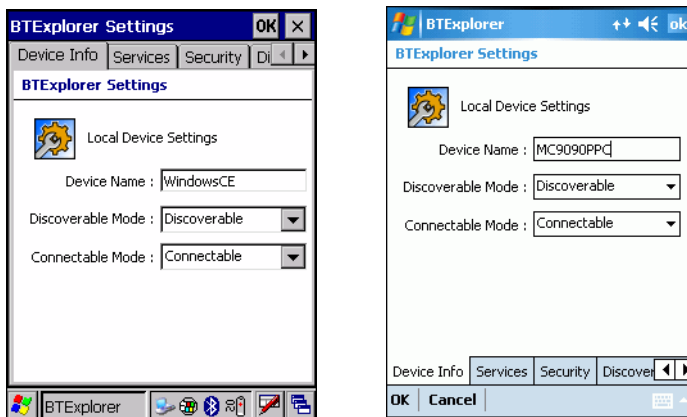 BTExplorer Settings OK
Device Info Services Security Di
BTExplorer Settings
Local Device Settings
Device Name : WindowsCE
Discoverable Mode : Discoverable
Connectable Mode : Connectable
BTExplorer
BTExplorer ok
BTExplorer Settings
Local Device Settings
Device Name : MC9090PPC
Discoverable Mode : Discoverable
Connectable Mode : Connectable
Device Info Services Security Discover
OK Cancel